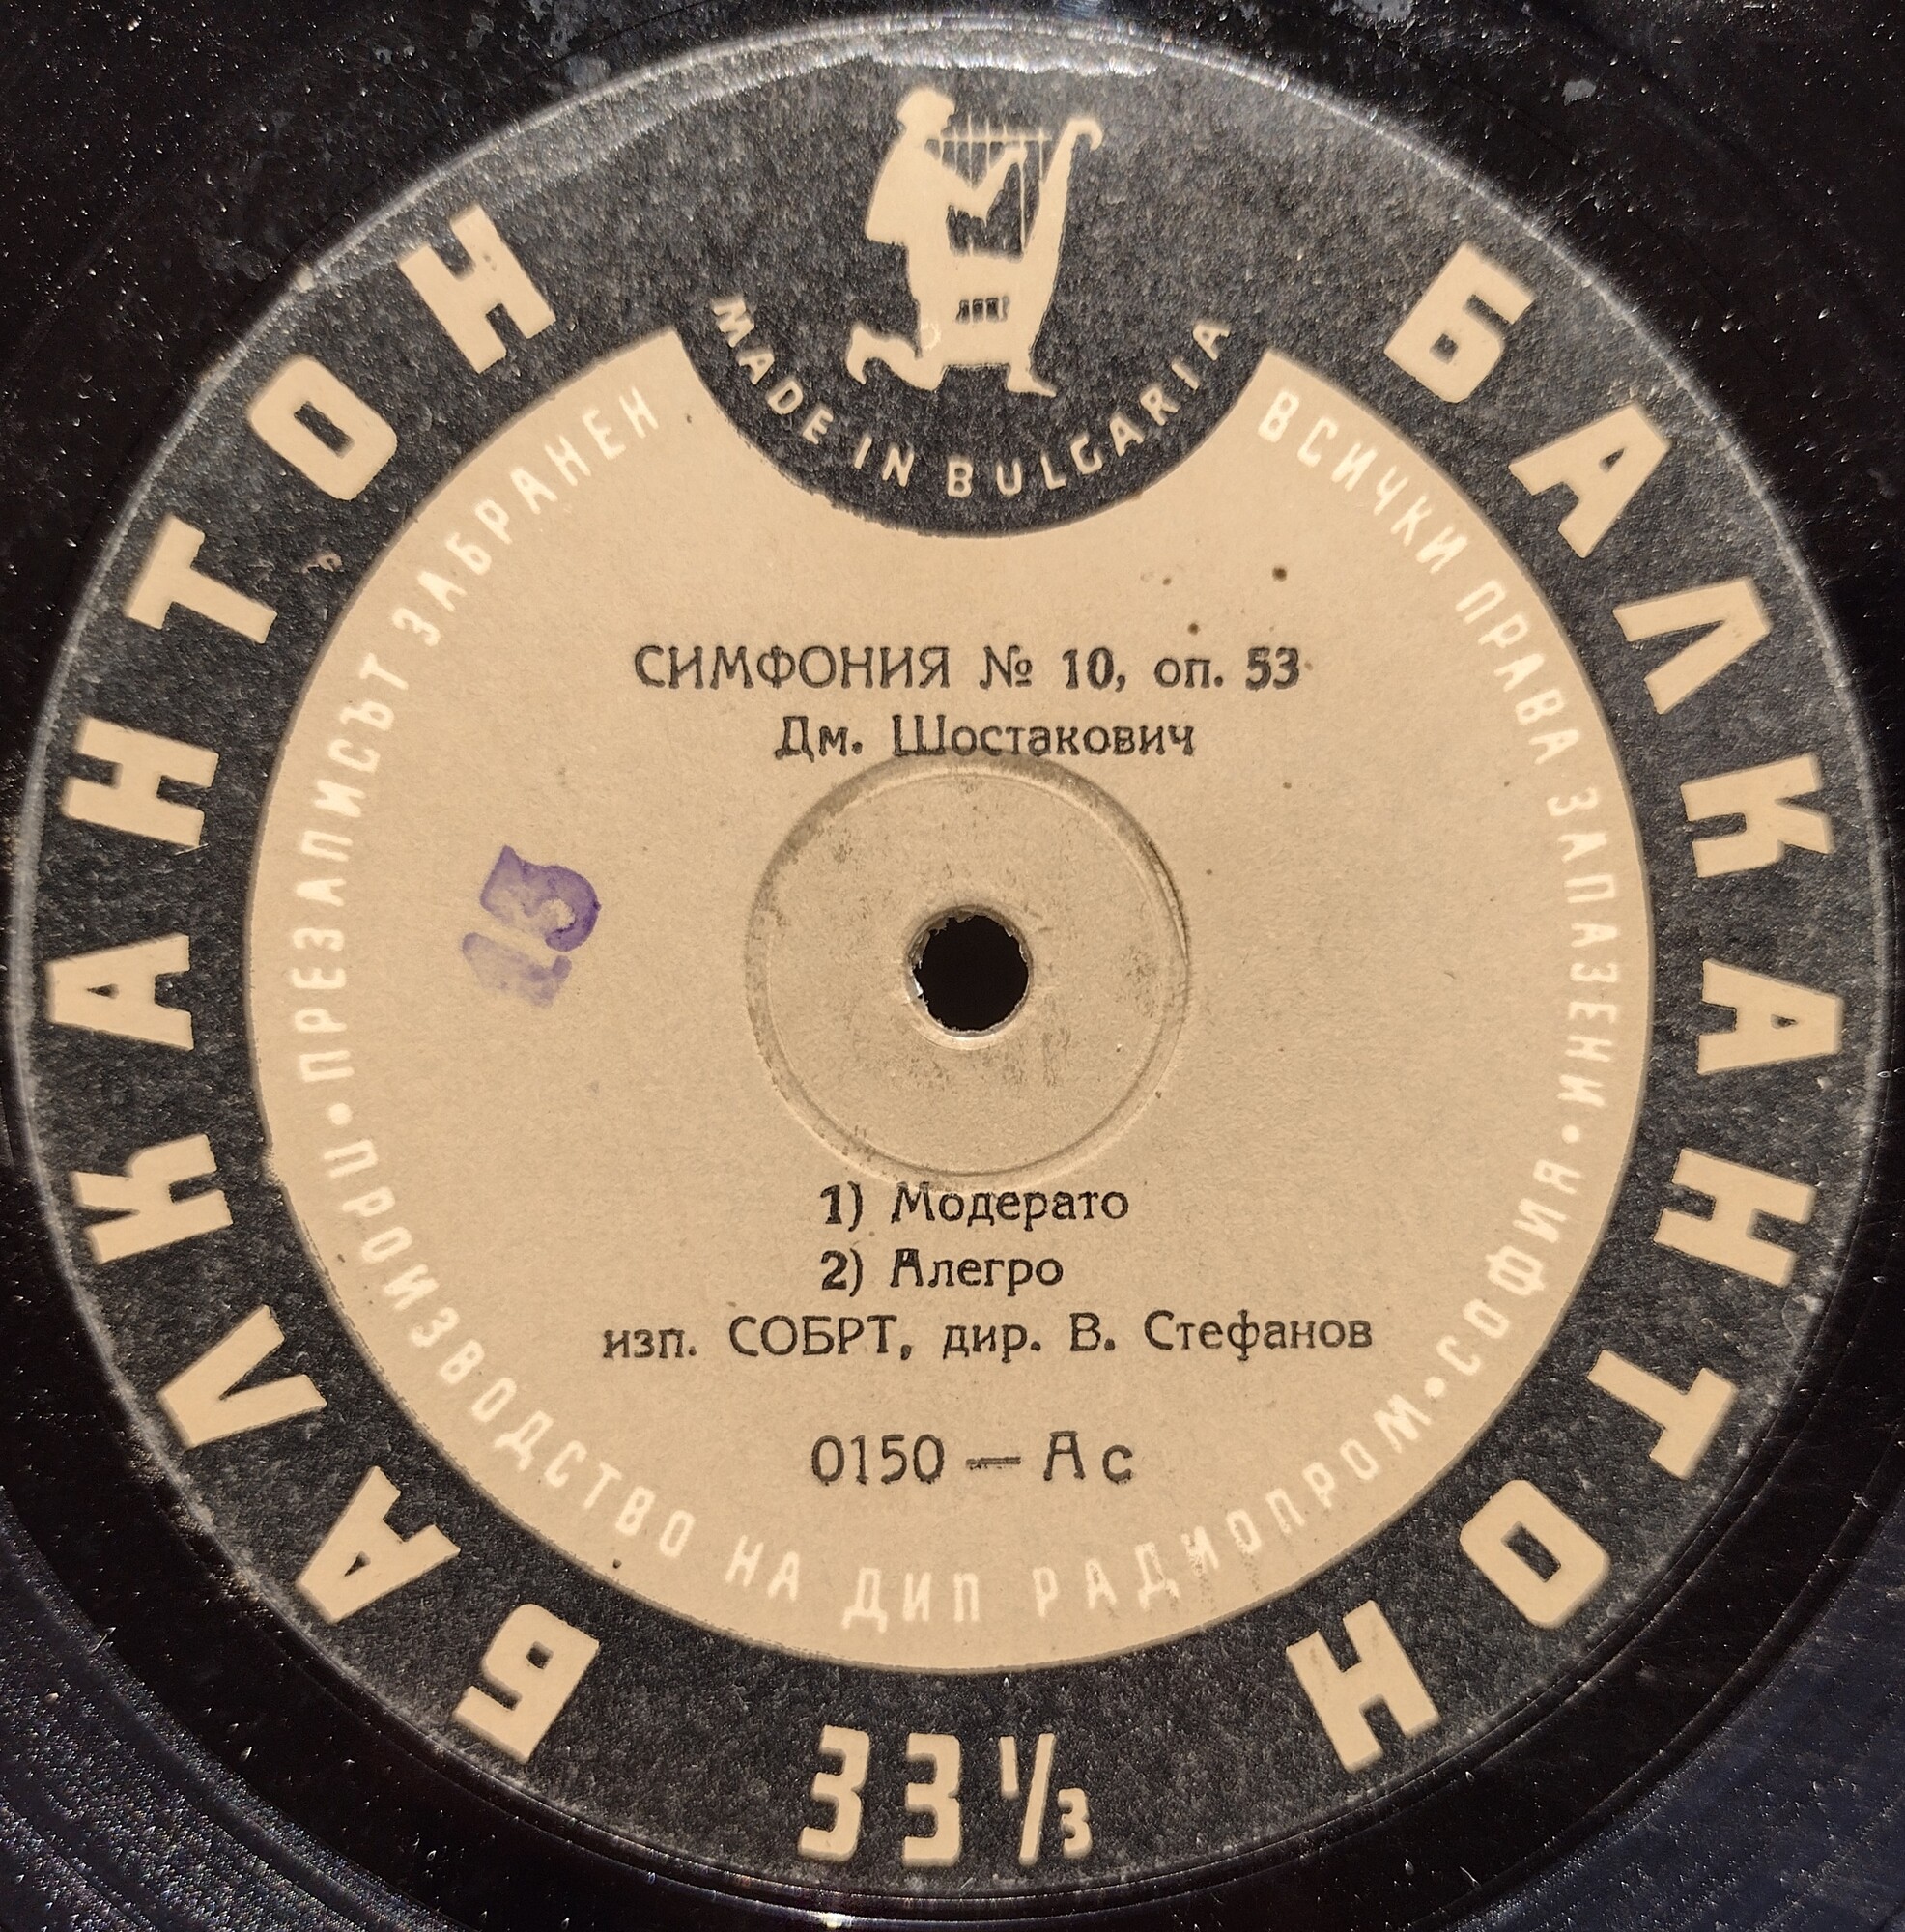 MADE IN BULGARIA
БАЛКАНТОН
БАЛКАНТОН
ВСИЧКИ ПРАВА ЗАПАЗЕНИ • СОФИЯ • ПРОИЗВОДСТВО НА ДИП РАДИОПРОМ-Ц • ПРЕЗАПИСЪТ ЗАБРАНЕН
СИМФОНИЯ № 10, оп. 53
Дм. Шостакович
13
1) Модерато
2) Алегро
изп. СОБРТ, дир. В. Стефанов
0150 — Ас
33 1/3